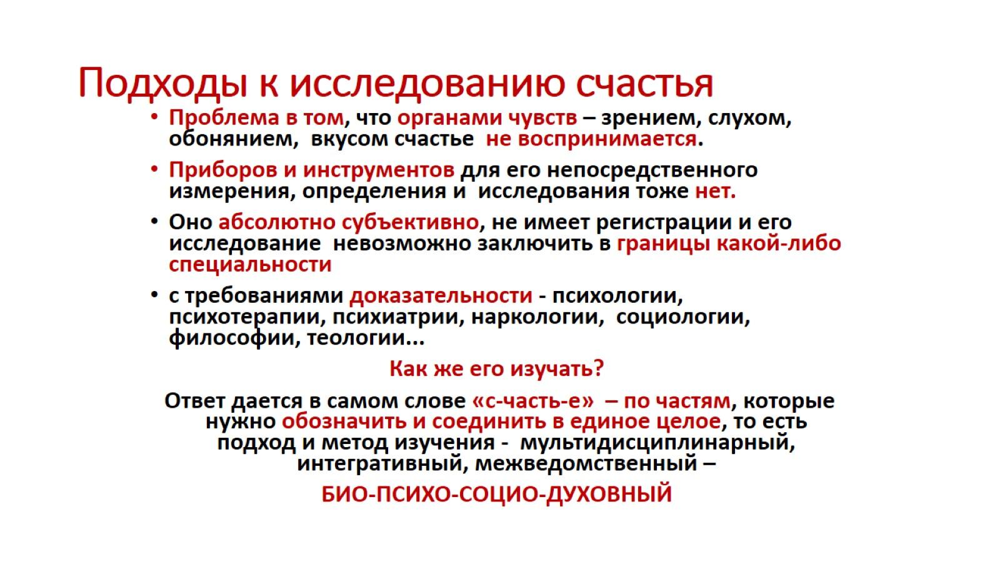 Подходы к исследованию счастья
• Проблема в том, что органами чувств – зрением, слухом,
обонянием,  вкусом счастье  не воспринимается.
• Приборов и инструментов для его непосредственного
измерения, определения и  исследования тоже нет.
• Оно абсолютно субъективно, не имеет регистрации и его
исследование  невозможно заключить в границы какой-либо
специальности
• с требованиями доказательности - психологии,
психотерапии, психиатрии, наркологии,  социологии,
философии, теологии...
Как же его изучать?
Ответ дается в самом слове «с-часть-е»  – по частям, которые
нужно обозначить и соединить в единое целое, то есть
подход и метод изучения -  мультидисциплинарный,
интегративный, межведомственный –
БИО-ПСИХО-СОЦИО-ДУХОВНЫЙ